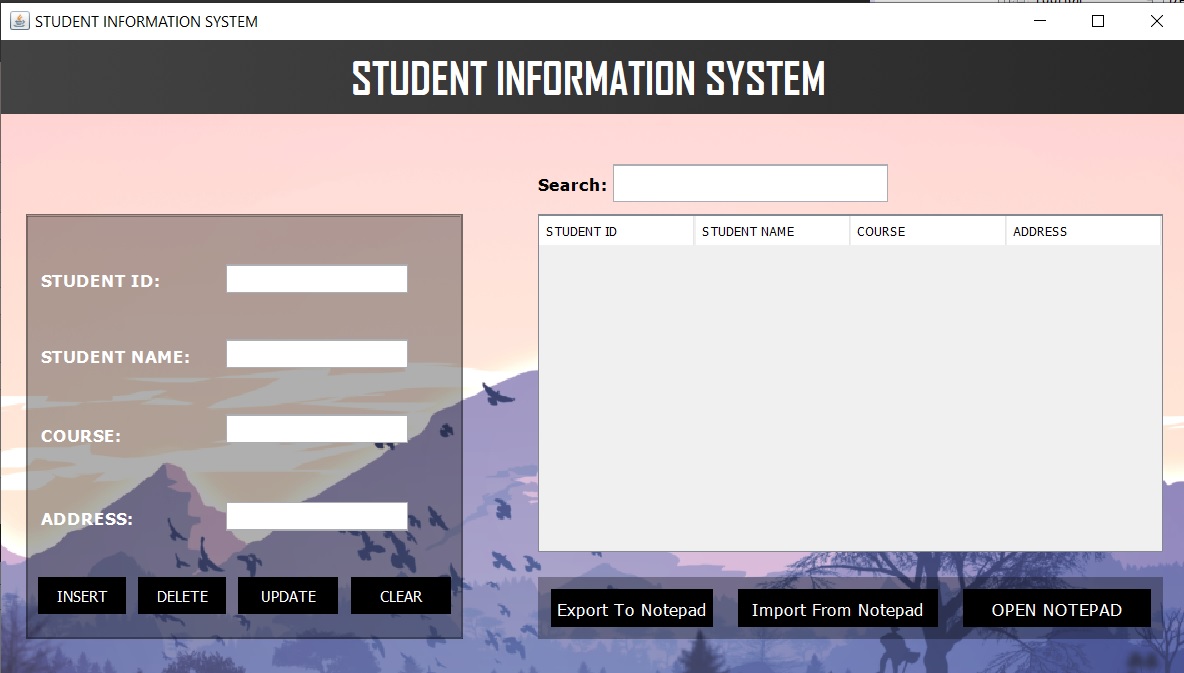 STUDENT INFORMATION SYSTEM
STUDENT INFORMATION SYSTEM
Search:
STUDENT ID STUDENT NAME COURSE ADDRESS
STUDENT ID:
STUDENT NAME:
COURSE:
ADDRESS:
INSERT DELETE UPDATE CLEAR
Export To Notepad Import From Notepad OPEN NOTEPAD